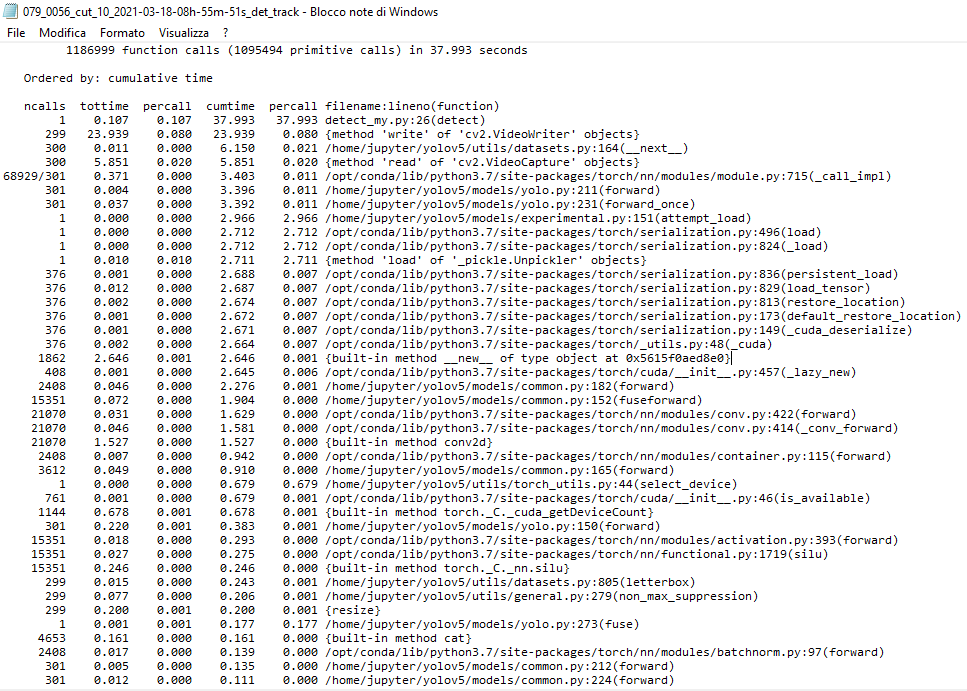 079_0056_cut_10_2021-03-18-08h-55m-51s_det_track - Blocco note di Windows
File Modifica Formato Visualizza ?
1186999 function calls (1095494 primitive calls) in 37.993 seconds
Ordered by: cumulative time
ncalls tottime percall cumtime percall filename:lineno(function)
1 0.107 0.107 37.993 37.993 detect_my.py:26(detect)
299 23.939 0.080 23.939 0.080 {method 'write' of 'cv2.VideoWriter' objects}
300 0.011 0.000 6.150 0.021 /home/jupyter/yolov5/utils/datasets.py:164(__next__)
300 5.851 0.020 5.851 0.020 {method 'read' of 'cv2.VideoCapture' objects}
68929/301 0.371 0.000 3.403 0.011 /opt/conda/lib/python3.7/site-packages/torch/nn/modules/module.py:715(_call_impl)
301 0.004 0.000 3.396 0.011 /home/jupyter/yolov5/models/yolo.py:211(forward)
301 0.037 0.000 3.392 0.011 /home/jupyter/yolov5/models/yolo.py:231(forward_once)
1 0.000 0.000 2.966 2.966 /home/jupyter/yolov5/models/experimental.py:151(attempt_load)
1 0.000 0.000 2.712 2.712 /opt/conda/lib/python3.7/site-packages/torch/serialization.py:496(load)
1 0.000 0.000 2.712 2.712 /opt/conda/lib/python3.7/site-packages/torch/serialization.py:824(_load)
1 0.010 0.010 2.711 2.711 {method 'load' of '_pickle.Unpickler' objects}
376 0.001 0.000 2.688 0.007 /opt/conda/lib/python3.7/site-packages/torch/serialization.py:836(persistent_load)
376 0.012 0.000 2.687 0.007 /opt/conda/lib/python3.7/site-packages/torch/serialization.py:829(load_tensor)
376 0.002 0.000 2.674 0.007 /opt/conda/lib/python3.7/site-packages/torch/serialization.py:813(restore_location)
376 0.001 0.000 2.672 0.007 /opt/conda/lib/python3.7/site-packages/torch/serialization.py:173(default_restore_location)
376 0.001 0.000 2.671 0.007 /opt/conda/lib/python3.7/site-packages/torch/serialization.py:149(_cuda_deserialize)
376 0.002 0.000 2.664 0.007 /opt/conda/lib/python3.7/site-packages/torch/_utils.py:48(_cuda)
1862 2.646 0.001 2.646 0.001 {built-in method __new__ of type object at 0x5615f0aed8e0}
408 0.001 0.000 2.645 0.006 /opt/conda/lib/python3.7/site-packages/torch/cuda/__init__.py:457(_lazy_new)
2408 0.046 0.000 2.276 0.001 /home/jupyter/yolov5/models/common.py:182(forward)
15351 0.072 0.000 1.904 0.000 /home/jupyter/yolov5/models/common.py:152(fuseforward)
21070 0.031 0.000 1.629 0.000 /opt/conda/lib/python3.7/site-packages/torch/nn/modules/conv.py:422(forward)
21070 0.046 0.000 1.581 0.000 /opt/conda/lib/python3.7/site-packages/torch/nn/modules/conv.py:414(_conv_forward)
21070 1.527 0.000 1.527 0.000 {built-in method conv2d}
2408 0.007 0.000 0.942 0.000 /opt/conda/lib/python3.7/site-packages/torch/nn/modules/container.py:115(forward)
3612 0.049 0.000 0.910 0.000 /home/jupyter/yolov5/models/common.py:165(forward)
1 0.000 0.000 0.679 0.679 /home/jupyter/yolov5/utils/torch_utils.py:44(select_device)
761 0.001 0.000 0.679 0.001 /opt/conda/lib/python3.7/site-packages/torch/cuda/__init__.py:46(is_available)
1144 0.678 0.001 0.678 0.001 {built-in method torch._C._cuda_getDeviceCount}
301 0.220 0.001 0.383 0.001 /home/jupyter/yolov5/models/yolo.py:150(forward)
15351 0.018 0.000 0.293 0.000 /opt/conda/lib/python3.7/site-packages/torch/nn/modules/activation.py:393(forward)
15351 0.027 0.000 0.275 0.000 /opt/conda/lib/python3.7/site-packages/torch/nn/functional.py:1719(silu)
15351 0.246 0.000 0.246 0.000 {built-in method torch._C._nn.silu}
299 0.015 0.000 0.243 0.001 /home/jupyter/yolov5/utils/datasets.py:805(letterbox)
299 0.077 0.000 0.206 0.001 /home/jupyter/yolov5/utils/general.py:279(non_max_suppression)
299 0.200 0.001 0.200 0.001 {resize}
1 0.001 0.001 0.177 0.177 /home/jupyter/yolov5/models/yolo.py:273(fuse)
4653 0.161 0.000 0.161 0.000 {built-in method cat}
2408 0.017 0.000 0.139 0.000 /opt/conda/lib/python3.7/site-packages/torch/nn/modules/batchnorm.py:97(forward)
301 0.005 0.000 0.135 0.000 /home/jupyter/yolov5/models/common.py:212(forward)
301 0.012 0.000 0.111 0.000 /home/jupyter/yolov5/models/common.py:224(forward)